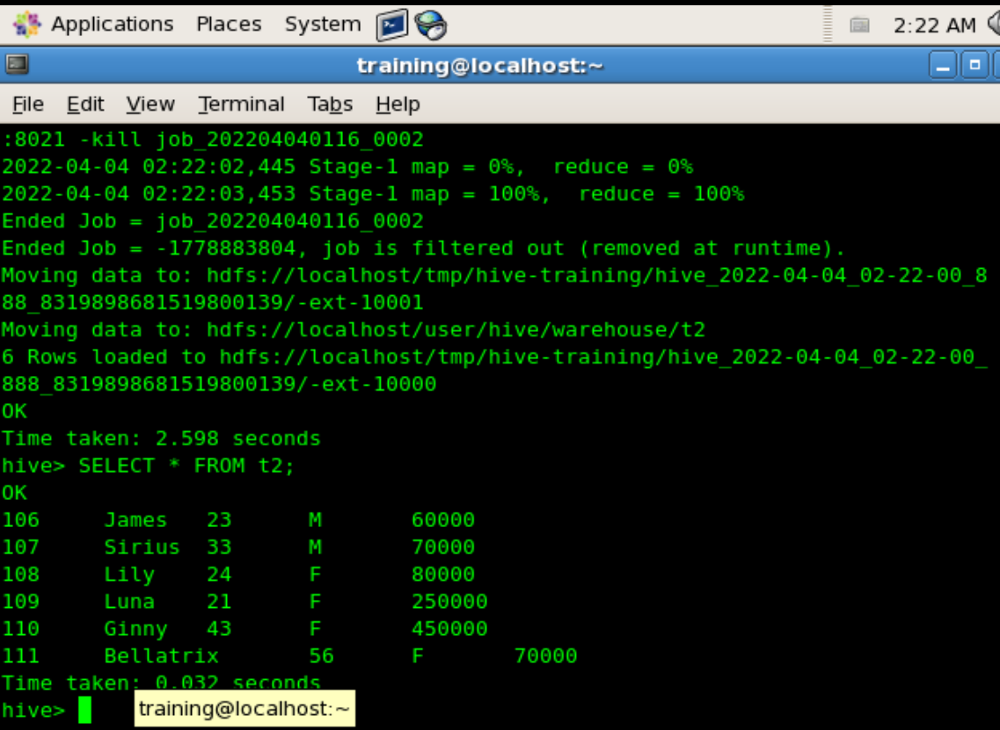 Applications Places System 2:22 AM
training@localhost:~
File Edit View Terminal Tabs Help
:8021 -kill job_202204040116_0002
2022-04-04 02:22:02,445 Stage-1 map = 0%,  reduce = 0%
2022-04-04 02:22:03,453 Stage-1 map = 100%,  reduce = 100%
Ended Job = job_202204040116_0002
Ended Job = -1778883804, job is filtered out (removed at runtime).
Moving data to: hdfs://localhost/tmp/hive-training/hive_2022-04-04_02-22-00_8
88_8319898681519800139/-ext-10001
Moving data to: hdfs://localhost/user/hive/warehouse/t2
6 Rows loaded to hdfs://localhost/tmp/hive-training/hive_2022-04-04_02-22-00_
888_8319898681519800139/-ext-10000
OK
Time taken: 2.598 seconds
hive> SELECT * FROM t2;
OK
106 James 23 M 60000
107 Sirius 33 M 70000
108 Lily 24 F 80000
109 Luna 21 F 250000
110 Ginny 43 F 450000
111 Bellatrix 56 F 70000
Time taken: 0.032 seconds
hive>
training@localhost:~